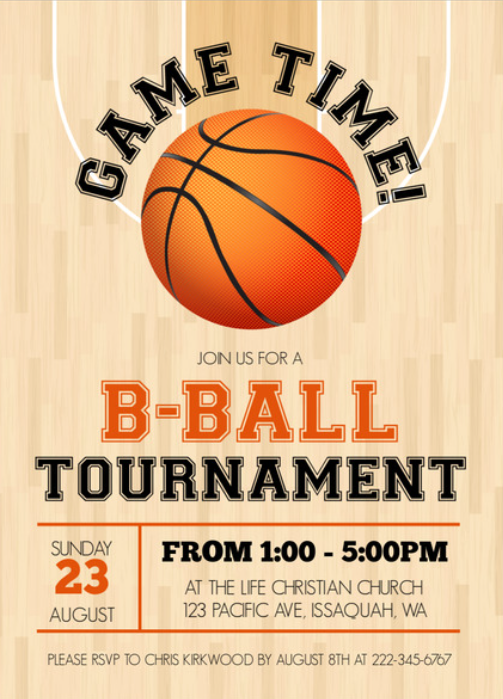 GAME TIME!
JOIN US FOR A
B-BALL
TOURNAMENT
SUNDAY
23
AUGUST
FROM 1:00 - 5:00PM
AT THE LIFE CHRISTIAN CHURCH
123 PACIFIC AVE, ISSAQUAH, WA
PLEASE RSVP TO CHRIS KIRKWOOD BY AUGUST 8TH AT 222-345-6767